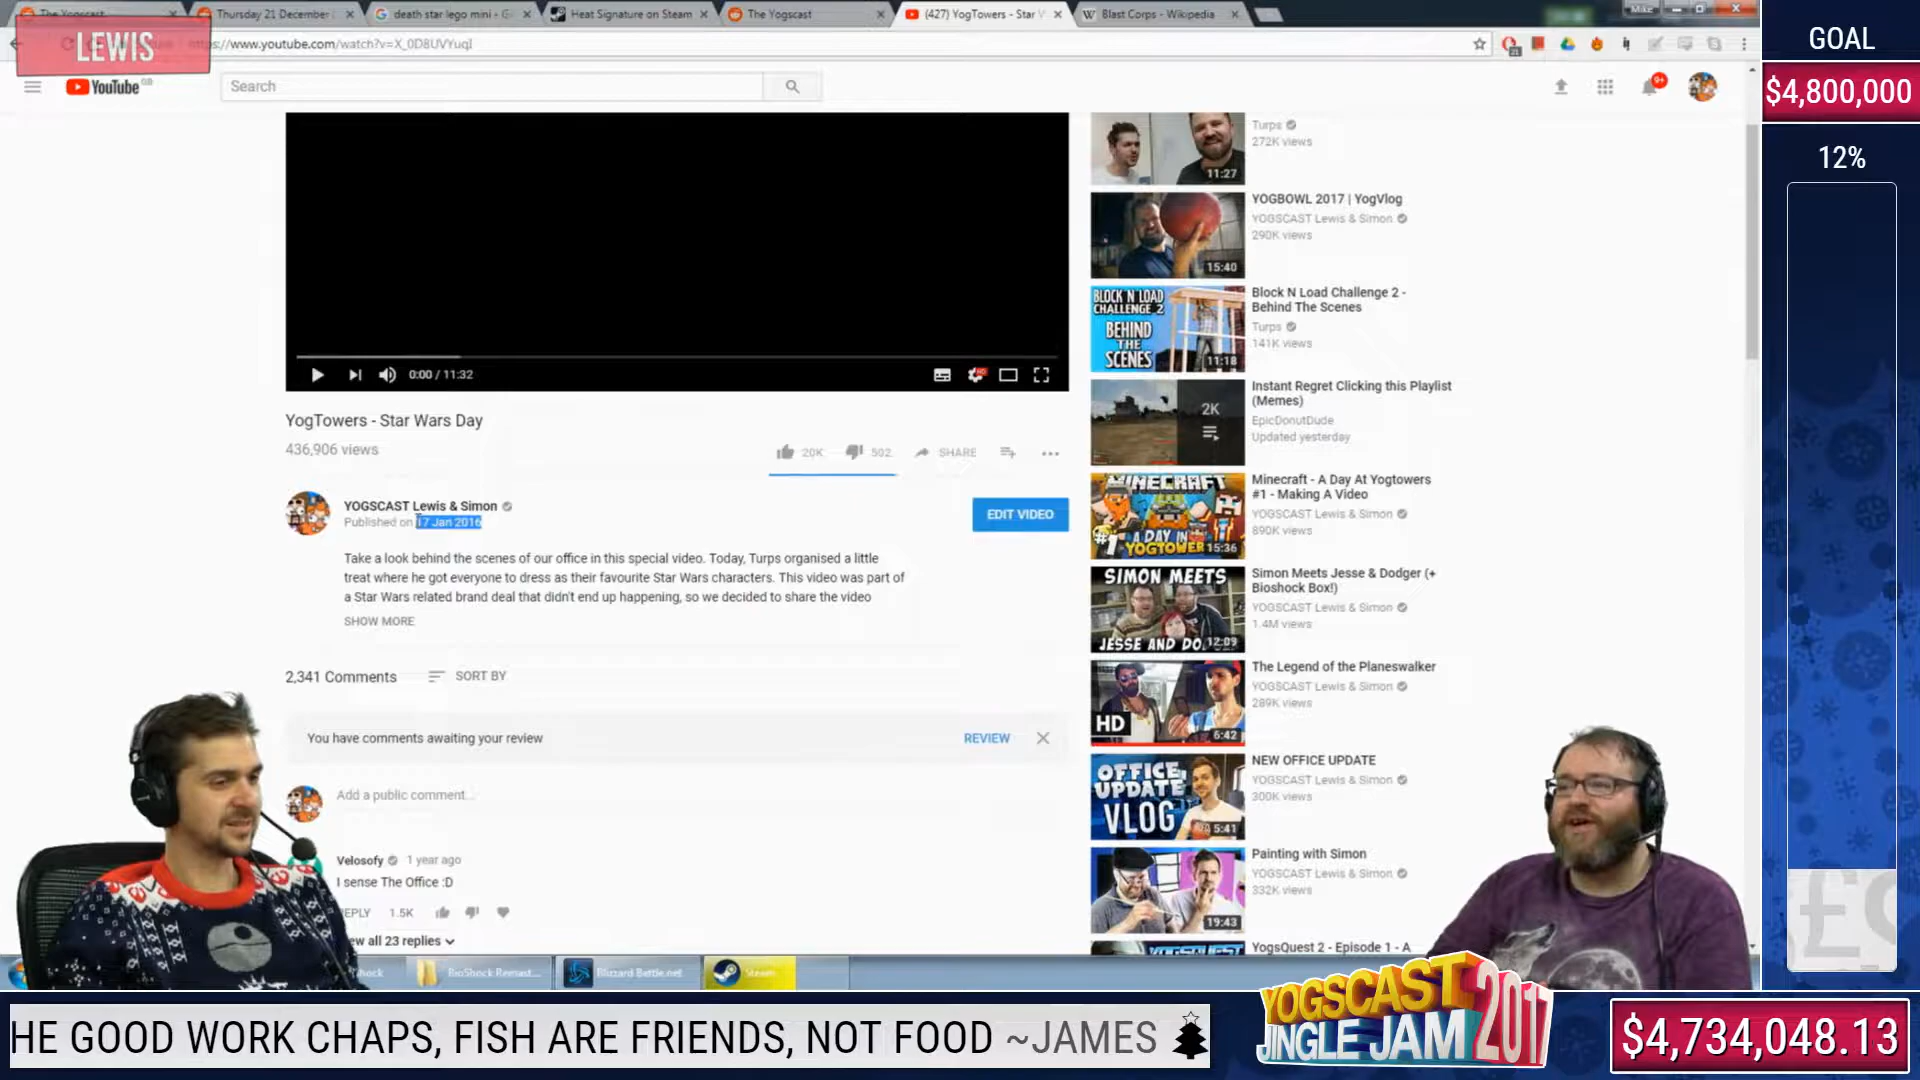 The Yogscast
Thursday 21 December
death star lego mini - G
Heat Signature on Steam
The Yogscast
(427) YogTowers - Star W
Blast Corps - Wikipedia
Mike
LEWIS
https://www.youtube.com/watch?v=X_0D8UVYuqI
YouTube GB
Search
9+
GOAL
$4,800,000
12%
0:00 / 11:32
YogTowers - Star Wars Day
436,906 views
20K
502
SHARE
YOGSCAST Lewis & Simon
Published on 17 Jan 2016
EDIT VIDEO
Take a look behind the scenes of our office in this special video. Today, Turps organised a little
treat where he got everyone to dress as their favourite Star Wars characters. This video was part of
a Star Wars related brand deal that didn't end up happening, so we decided to share the video
SHOW MORE
2,341 Comments
SORT BY
You have comments awaiting your review
REVIEW
Add a public comment...
Velosofy
1 year ago
I sense The Office :D
REPLY
1.5K
View all 23 replies
Turps
272K views
11:27
YOGBOWL 2017 | YogVlog
YOGSCAST Lewis & Simon
290K views
15:40
BLOCK N LOAD
CHALLENGE 2
BEHIND
THE
SCENES
11:18
Block N Load Challenge 2 -
Behind The Scenes
Turps
141K views
2K
Instant Regret Clicking this Playlist
(Memes)
EpicDonutDude
Updated yesterday
MINECRAFT
#1
A DAY IN
YOGTOWER
15:36
Minecraft - A Day At Yogtowers
#1 - Making A Video
YOGSCAST Lewis & Simon
890K views
SIMON MEETS
JESSE AND DO
12:09
Simon Meets Jesse & Dodger (+
Bioshock Box!)
YOGSCAST Lewis & Simon
1.4M views
HD
6:42
The Legend of the Planeswalker
YOGSCAST Lewis & Simon
289K views
OFFICE
UPDATE
VLOG
5:41
NEW OFFICE UPDATE
YOGSCAST Lewis & Simon
300K views
19:43
Painting with Simon
YOGSCAST Lewis & Simon
332K views
YOGSQUEST
YogsQuest 2 - Episode 1 - A
BioShock Remast...
Blizzard Battle.net
Steam
HE GOOD WORK CHAPS, FISH ARE FRIENDS, NOT FOOD ~JAMES
YOGSCAST
JINGLE JAM 2017
$4,734,048.13